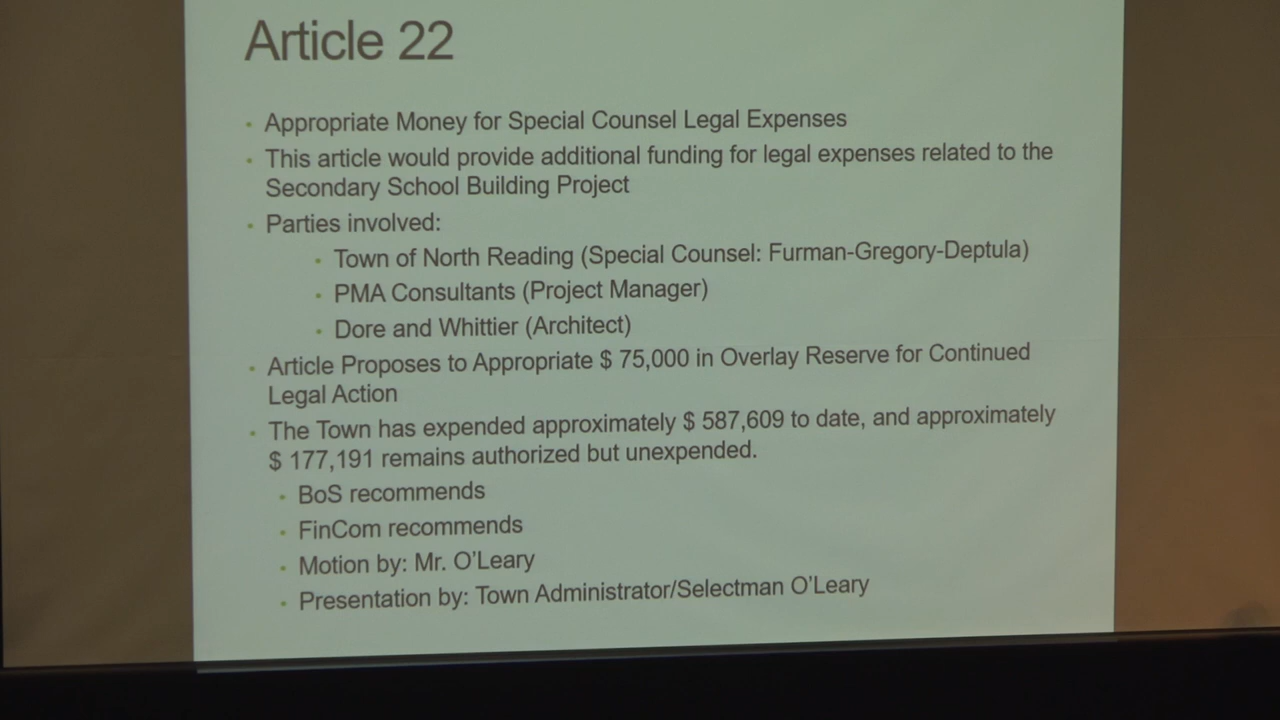 Article 22
• Appropriate Money for Special Counsel Legal Expenses
• This article would provide additional funding for legal expenses related to the
Secondary School Building Project
• Parties involved:
• Town of North Reading (Special Counsel: Furman-Gregory-Deptula)
• PMA Consultants (Project Manager)
• Dore and Whittier (Architect)
• Article Proposes to Appropriate $ 75,000 in Overlay Reserve for Continued
Legal Action
• The Town has expended approximately $ 587,609 to date, and approximately
$ 177,191 remains authorized but unexpended.
• BoS recommends
• FinCom recommends
• Motion by: Mr. O'Leary
• Presentation by: Town Administrator/Selectman O'Leary